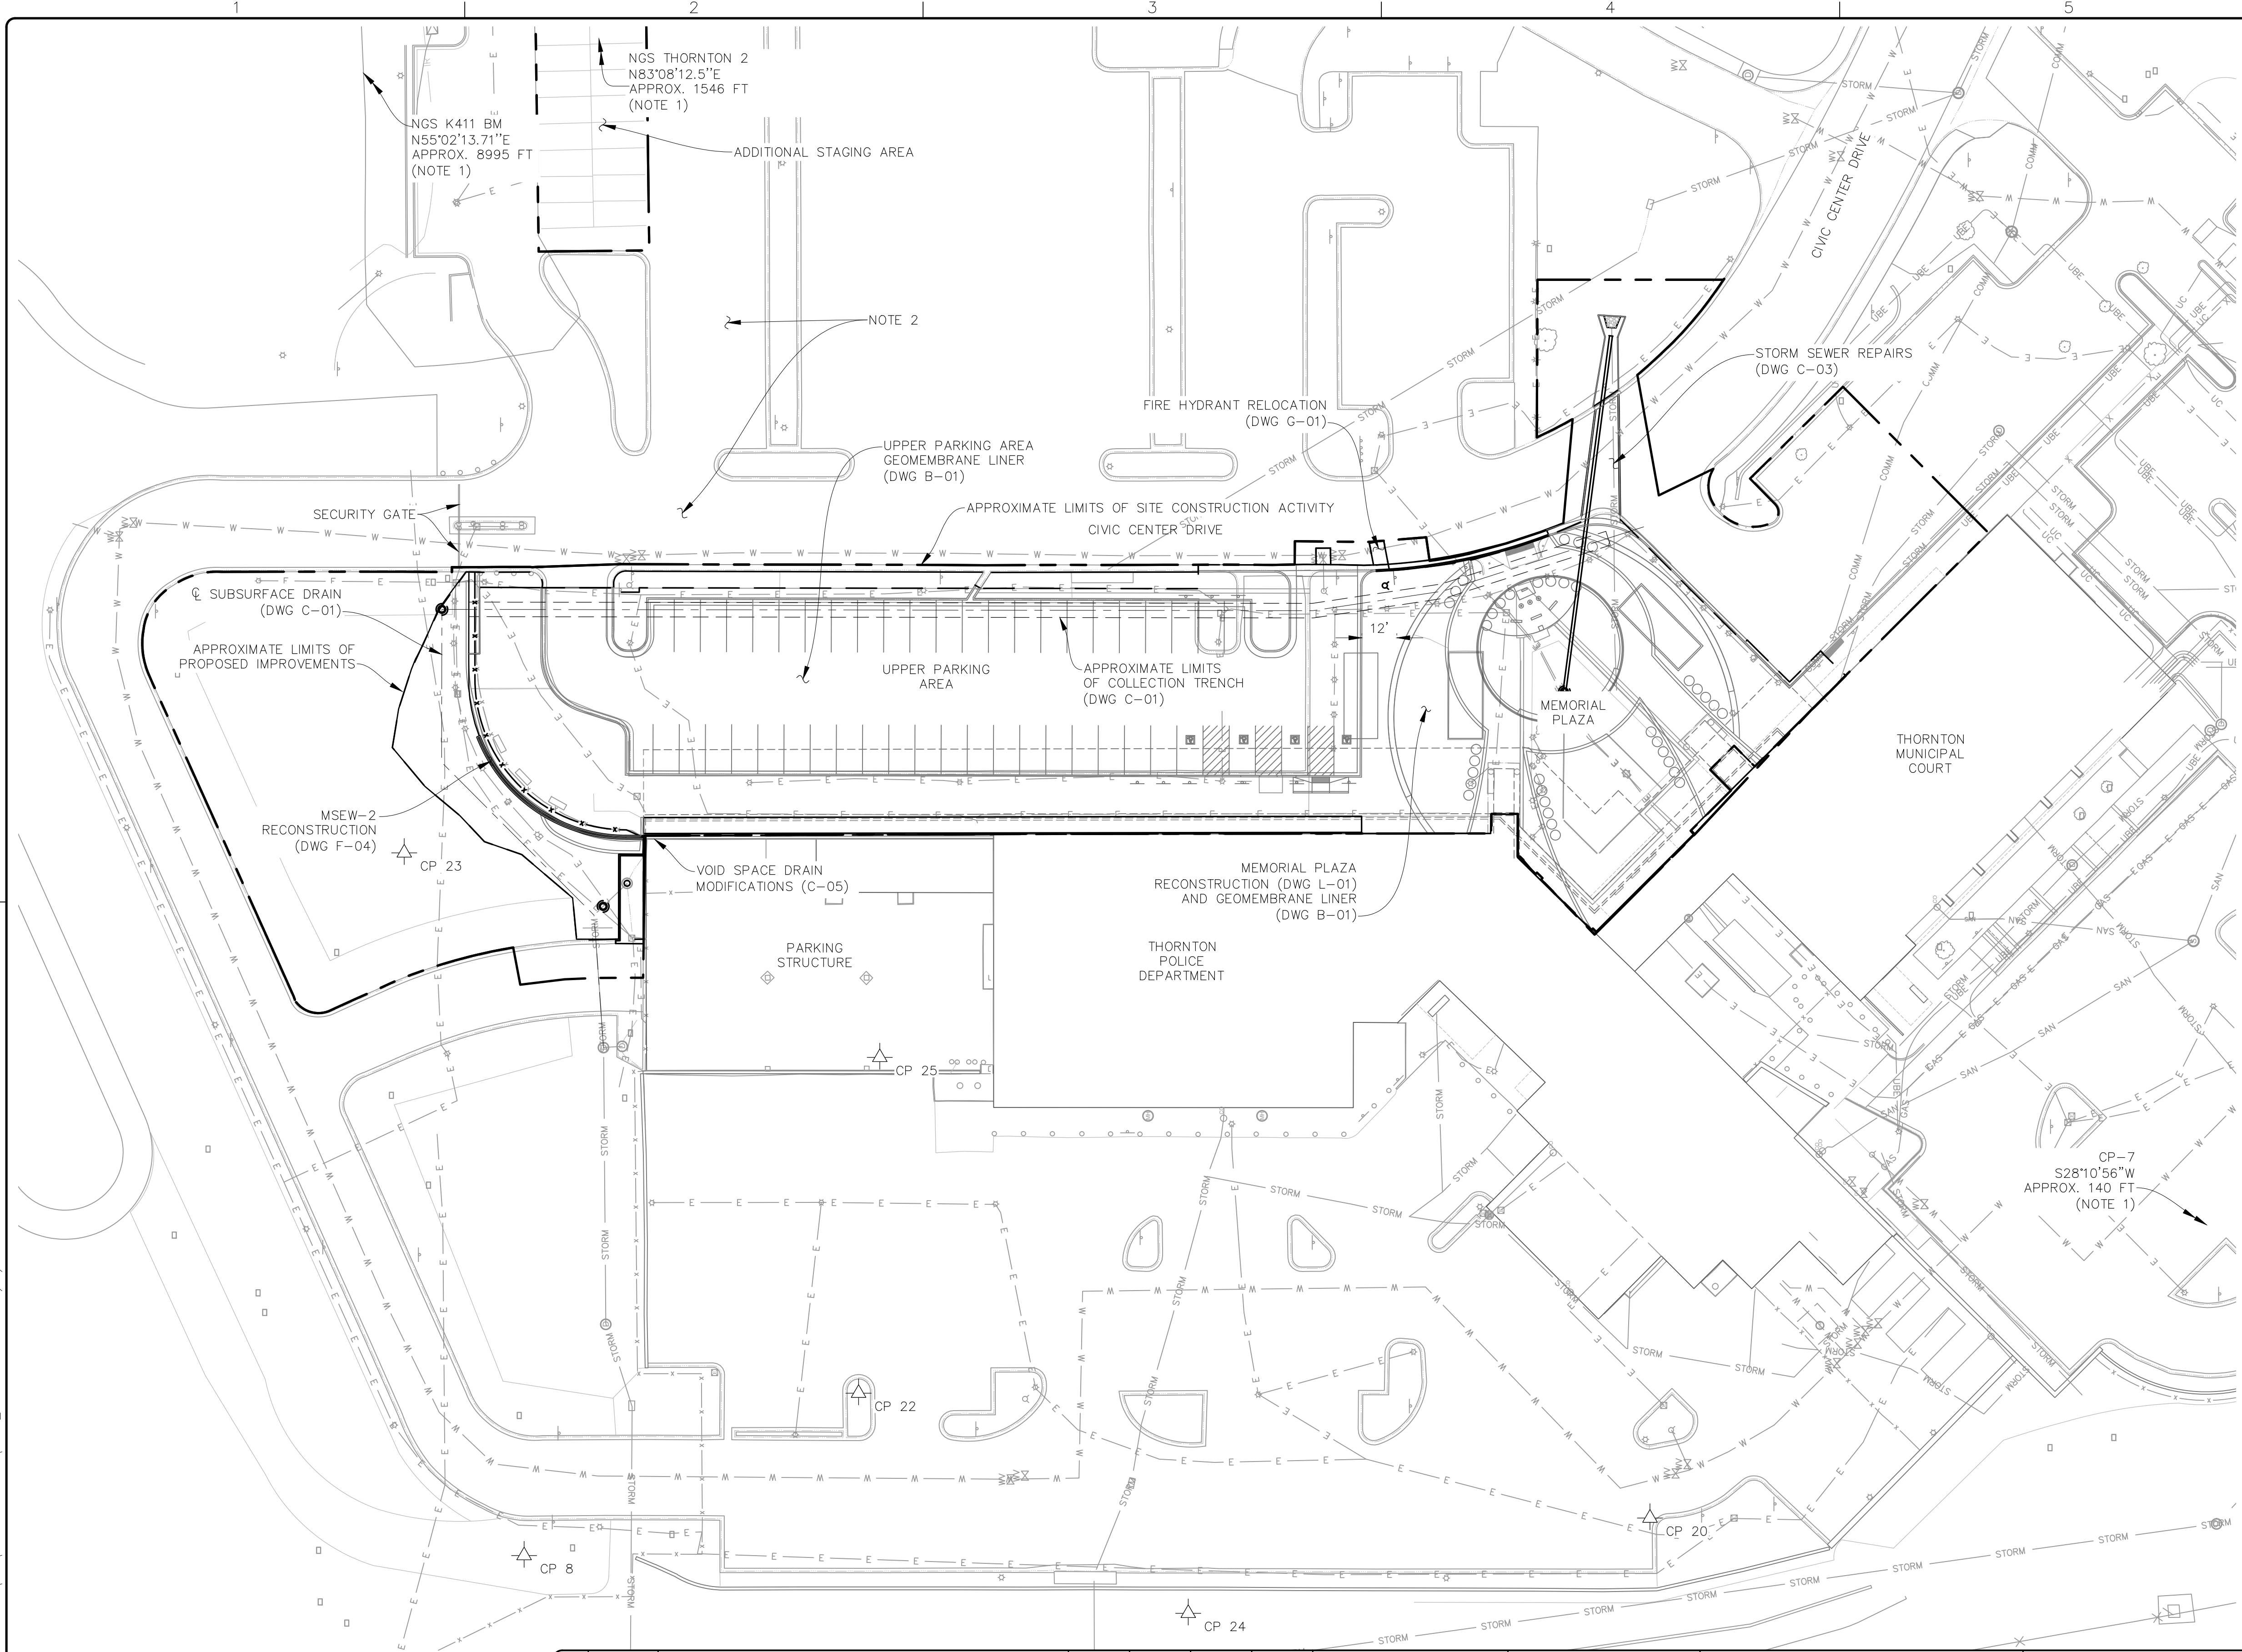 1
2
3
4
5
NGS THORNTON 2
N83°08'12.5''E
APPROX. 1546 FT
(NOTE 1)
NGS K411 BM
N55°02'13.71''E
APPROX. 8995 FT
(NOTE 1)
ADDITIONAL STAGING AREA
CIVIC CENTER DRIVE
NOTE 2
STORM SEWER REPAIRS
(DWG C-03)
FIRE HYDRANT RELOCATION
(DWG G-01)
UPPER PARKING AREA
GEOMEMBRANE LINER
(DWG B-01)
SECURITY GATE
APPROXIMATE LIMITS OF SITE CONSTRUCTION ACTIVITY
CIVIC CENTER DRIVE
℄ SUBSURFACE DRAIN
(DWG C-01)
APPROXIMATE LIMITS OF
PROPOSED IMPROVEMENTS
12'
UPPER PARKING
AREA
APPROXIMATE LIMITS
OF COLLECTION TRENCH
(DWG C-01)
MEMORIAL
PLAZA
THORNTON
MUNICIPAL
COURT
MSEW-2
RECONSTRUCTION
(DWG F-04)
CP 23
VOID SPACE DRAIN
MODIFICATIONS (C-05)
MEMORIAL PLAZA
RECONSTRUCTION (DWG L-01)
AND GEOMEMBRANE LINER
(DWG B-01)
PARKING
STRUCTURE
THORNTON
POLICE
DEPARTMENT
CP 25
CP-7
S28°10'56"W
APPROX. 140 FT
(NOTE 1)
CP 22
CP 20
CP 8
CP 24
STORM
COMM
UBE
UC
GAS
SAN
WV
W
E
X